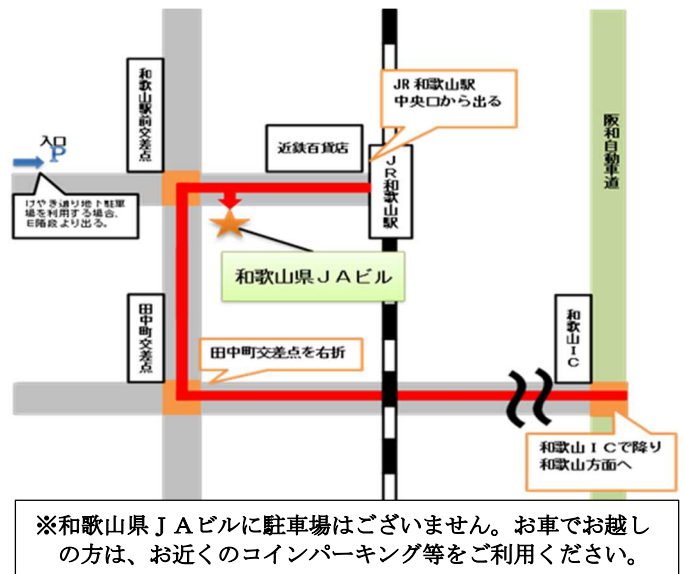 和歌山駅前交差点
入口
P
けやき通り地下駐車
場を利用する場合、
E階段より出る。
近鉄百貨店
JR和歌山駅
中央口から出る
JR和歌山駅
阪和自動車道
和歌山県JAビル
田中町交差点
田中町交差点を右折
和歌山IC
和歌山ICで降り
和歌山方面へ
※和歌山県JAビルに駐車場はございません。お車でお越し
の方は、お近くのコインパーキング等をご利用ください。